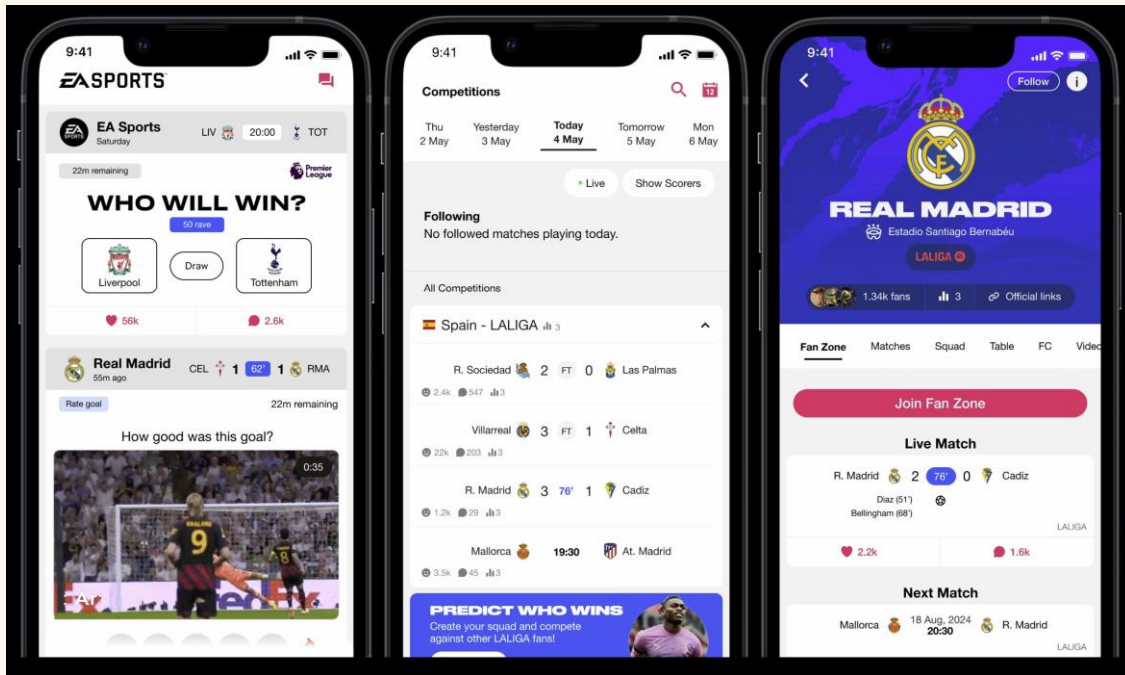 9:41
EA SPORTS
EA Sports
Saturday
LIV 20:00 TOT
22m remaining
Premier League
WHO WILL WIN?
50 rave
Liverpool
Draw
Tottenham
56k
2.6k
Real Madrid
55m ago
CEL 1 62' 1 RMA
Rate goal
22m remaining
How good was this goal?
0:35
HAALAND
9
8
9:41
Competitions
12
Thu
2 May
Yesterday
3 May
Today
4 May
Tomorrow
5 May
Mon
6 May
Live
Show Scorers
Following
No followed matches playing today.
All Competitions
Spain - LALIGA 3
R. Sociedad 2 FT 0 Las Palmas
2.4k 547 3
Villarreal 3 FT 1 Celta
22k 203 3
R. Madrid 3 76' 1 Cadiz
1.2k 29 3
Mallorca 19:30 At. Madrid
3.5k 45 3
PREDICT WHO WINS
Create your squad and compete
against other LALIGA fans!
9:41
Follow
i
REAL MADRID
Estadio Santiago Bernabéu
LALIGA
1.34k fans
3
Official links
Fan Zone Matches Squad Table FC Video
Join Fan Zone
Live Match
R. Madrid 2 76' 0 Cadiz
Diaz (51')
Bellingham (68')
LALIGA
2.2k
1.6k
Next Match
Mallorca 18 Aug, 2024 R. Madrid
20:30
LALIGA